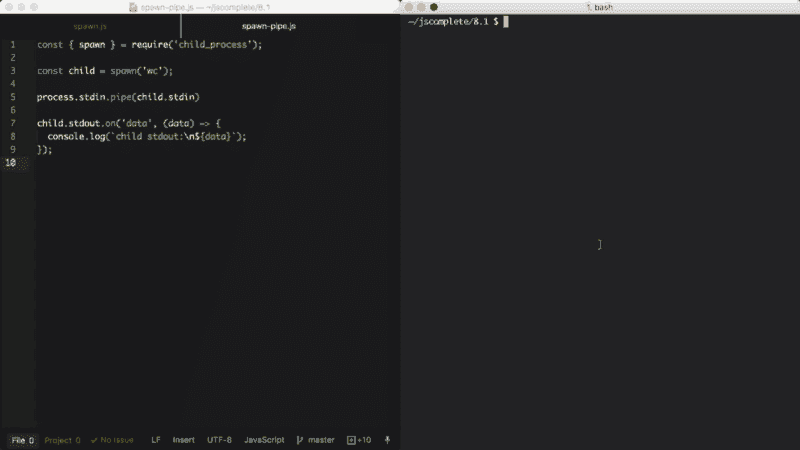 spawn-pipe.js — ~/jscomplete/8.1
spawn.js
spawn-pipe.js
1 const { spawn } = require('child_process');
2
3 const child = spawn('wc');
4
5 process.stdin.pipe(child.stdin)
6
7 child.stdout.on('data', (data) => {
8 console.log(`child stdout:\n${data}`);
9 });
10
File 0 Project 0 ✓ No Issue LF Insert UTF-8 JavaScript master +10
1. bash
~/jscomplete/8.1 $